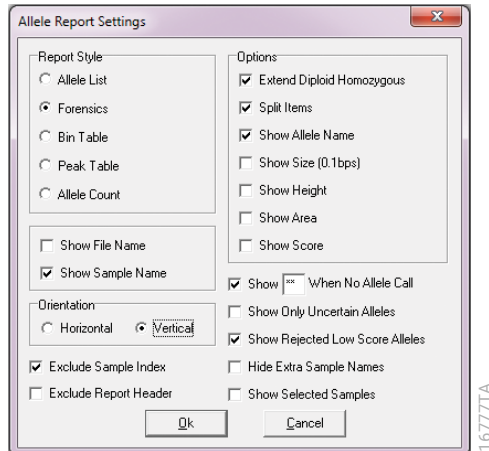 Allele Report Settings
Report Style
Allele List
Forensics
Bin Table
Peak Table
Allele Count
Show File Name
Show Sample Name
Orientation
Horizontal Vertical
Exclude Sample Index
Exclude Report Header
Options
Extend Diploid Homozygous
Split Items
Show Allele Name
Show Size (0.1bps)
Show Height
Show Area
Show Score
Show ** When No Allele Call
Show Only Uncertain Alleles
Show Rejected Low Score Alleles
Hide Extra Sample Names
Show Selected Samples
Ok Cancel
16777TA